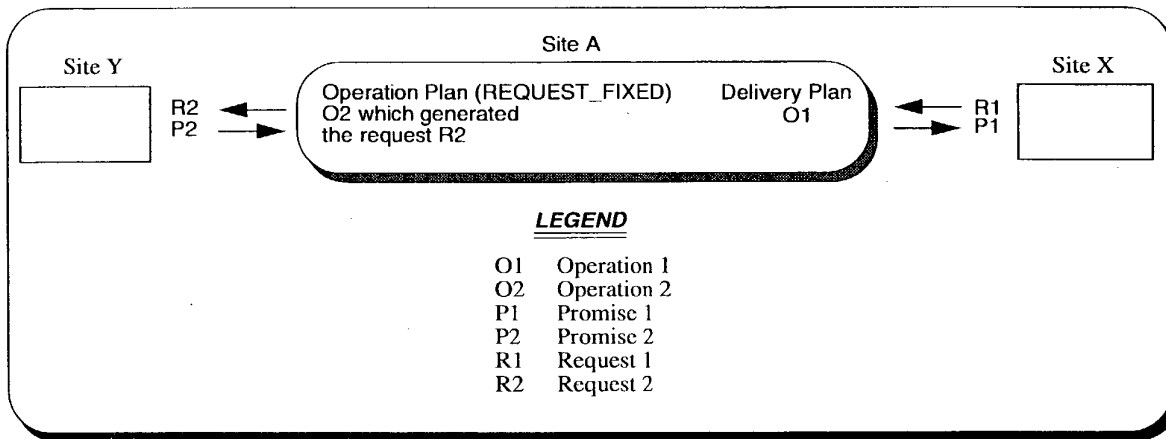 Site A
Site Y
Site X
Operation Plan (REQUEST_FIXED)
O2 which generated
the request R2
Delivery Plan
O1
R2
P2
R1
P1
LEGEND
O1 Operation 1
O2 Operation 2
P1 Promise 1
P2 Promise 2
R1 Request 1
R2 Request 2